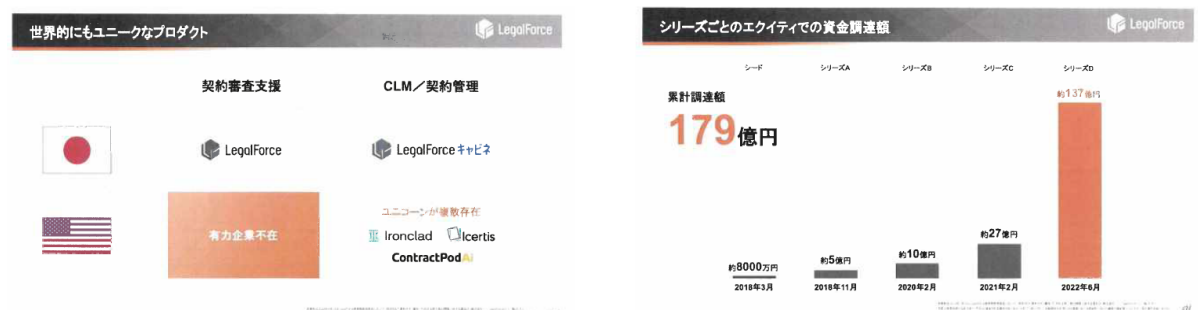 世界的にもユニークなプロダクト
LegalForce
契約審査支援
CLM/契約管理
LegalForce
LegalForce キャビネ
有力企業不在
ユニコーンが複数存在
Ironclad
Icertis
ContractPodAi
シリーズごとのエクイティでの資金調達額
LegalForce
シード
シリーズA
シリーズB
シリーズC
シリーズD
累計調達額
179億円
約8000万円
約5億円
約10億円
約27億円
約137億円
2018年3月
2018年11月
2020年2月
2021年2月
2022年6月